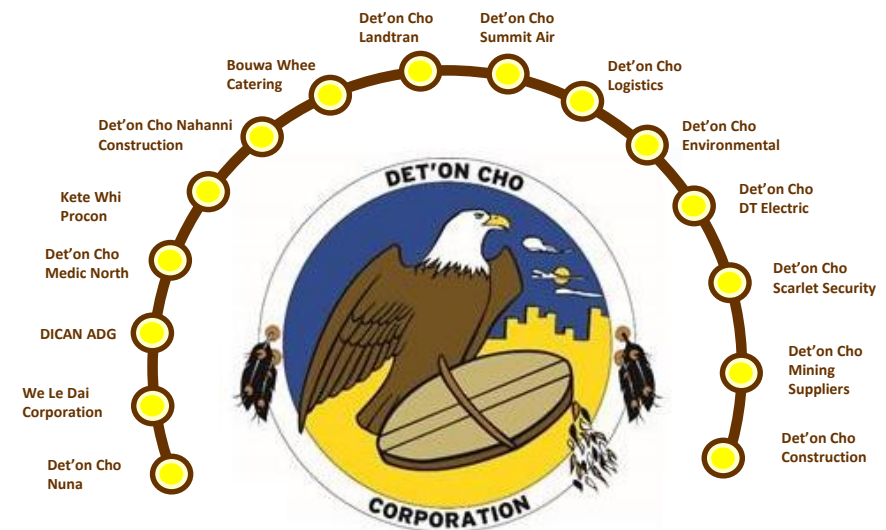 Det’on Cho
Landtran
Det’on Cho
Summit Air
Bouwa Whee
Catering
Det’on Cho
Logistics
Det’on Cho Nahanni
Construction
Det’on Cho
Environmental
Kete Whi
Procon
Det’on Cho
DT Electric
Det’on Cho
Medic North
Det’on Cho
Scarlet Security
DICAN ADG
Det’on Cho
Mining
Suppliers
We Le Dai
Corporation
Det’on Cho
Construction
Det’on Cho
Nuna
DET'ON CHO
CORPORATION